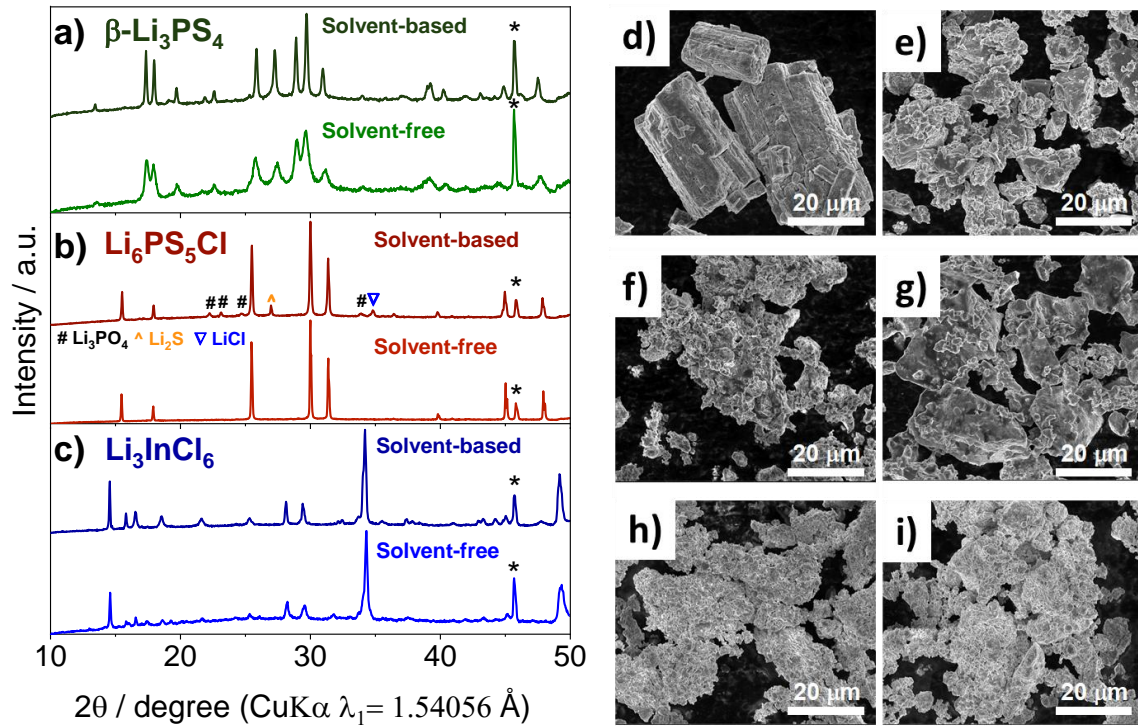 a) β-Li₃PS₄
Solvent-based
*
Solvent-free
*
b) Li₆PS₅Cl
Solvent-based
# # # ^ # ▽ *
# Li₃PO₄ ^ Li₂S ▽ LiCl
Solvent-free
*
c) Li₃InCl₆
Solvent-based
*
Solvent-free
*
Intensity / a.u.
10 20 30 40 50
2θ / degree (CuKα λ₁= 1.54056 Å)
d)
20 μm
e)
20 μm
f)
20 μm
g)
20 μm
h)
20 μm
i)
20 μm